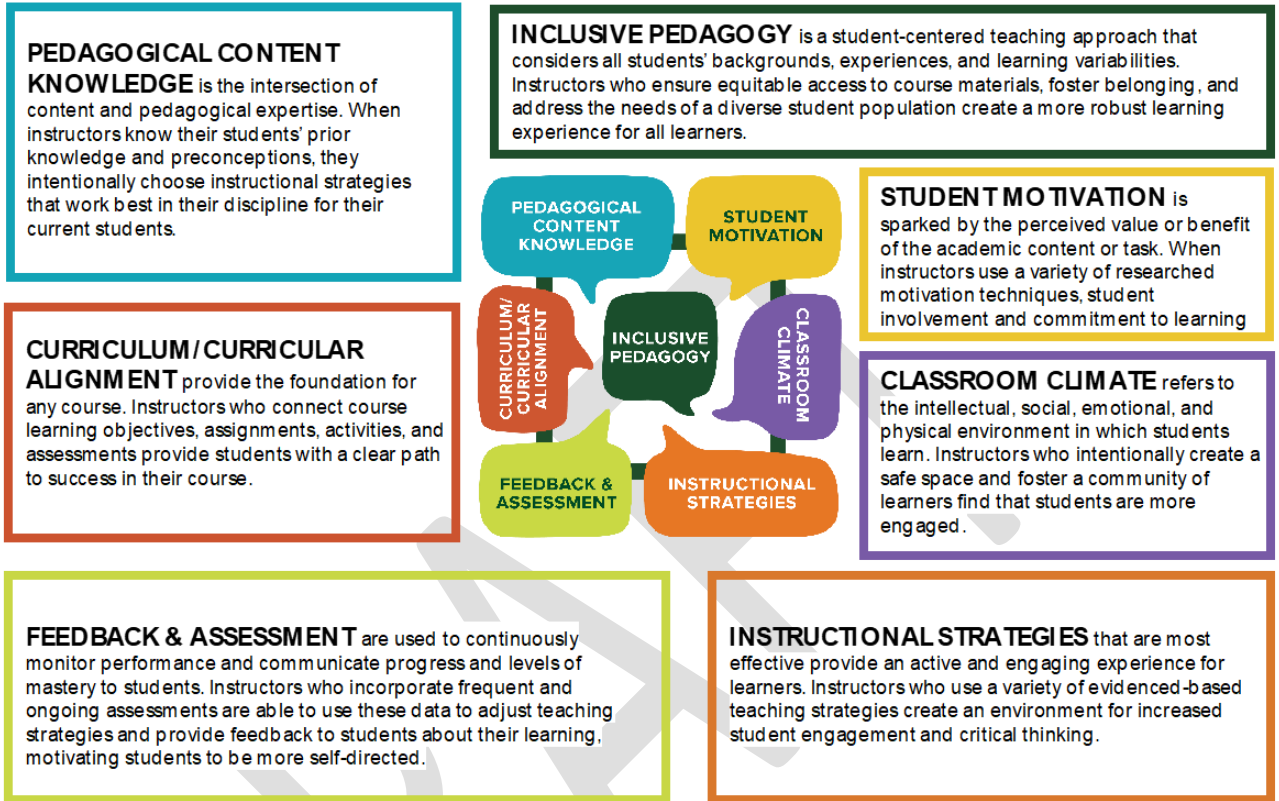 PEDAGOGICAL CONTENT
KNOWLEDGE is the intersection of
content and pedagogical expertise. When
instructors know their students' prior
knowledge and preconceptions, they
intentionally choose instructional strategies
that work best in their discipline for their
current students.
INCLUSIVE PEDAGOGY is a student-centered teaching approach that
considers all students' backgrounds, experiences, and learning variabilities.
Instructors who ensure equitable access to course materials, foster belonging, and
address the needs of a diverse student population create a more robust learning
experience for all learners.
PEDAGOGICAL
CONTENT
KNOWLEDGE
STUDENT
MOTIVATION
CURRICULUM/
CURRICULAR
ALIGNMENT
INCLUSIVE
PEDAGOGY
CLASSROOM
CLIMATE
FEEDBACK &
ASSESSMENT
INSTRUCTIONAL
STRATEGIES
STUDENT MOTIVATION is
sparked by the perceived value or benefit
of the academic content or task. When
instructors use a variety of researched
motivation techniques, student
involvement and commitment to learning
CURRICULUM / CURRICULAR
ALIGNMENT provide the foundation for
any course. Instructors who connect course
learning objectives, assignments, activities, and
assessments provide students with a clear path
to success in their course.
CLASSROOM CLIMATE refers to
the intellectual, social, emotional, and
physical environment in which students
learn. Instructors who intentionally create a
safe space and foster a community of
learners find that students are more
engaged.
FEEDBACK & ASSESSMENT are used to continuously
monitor performance and communicate progress and levels of
mastery to students. Instructors who incorporate frequent and
ongoing assessments are able to use these data to adjust teaching
strategies and provide feedback to students about their learning,
motivating students to be more self-directed.
INSTRUCTIONAL STRATEGIES that are most
effective provide an active and engaging experience for
learners. Instructors who use a variety of evidenced-based
teaching strategies create an environment for increased
student engagement and critical thinking.